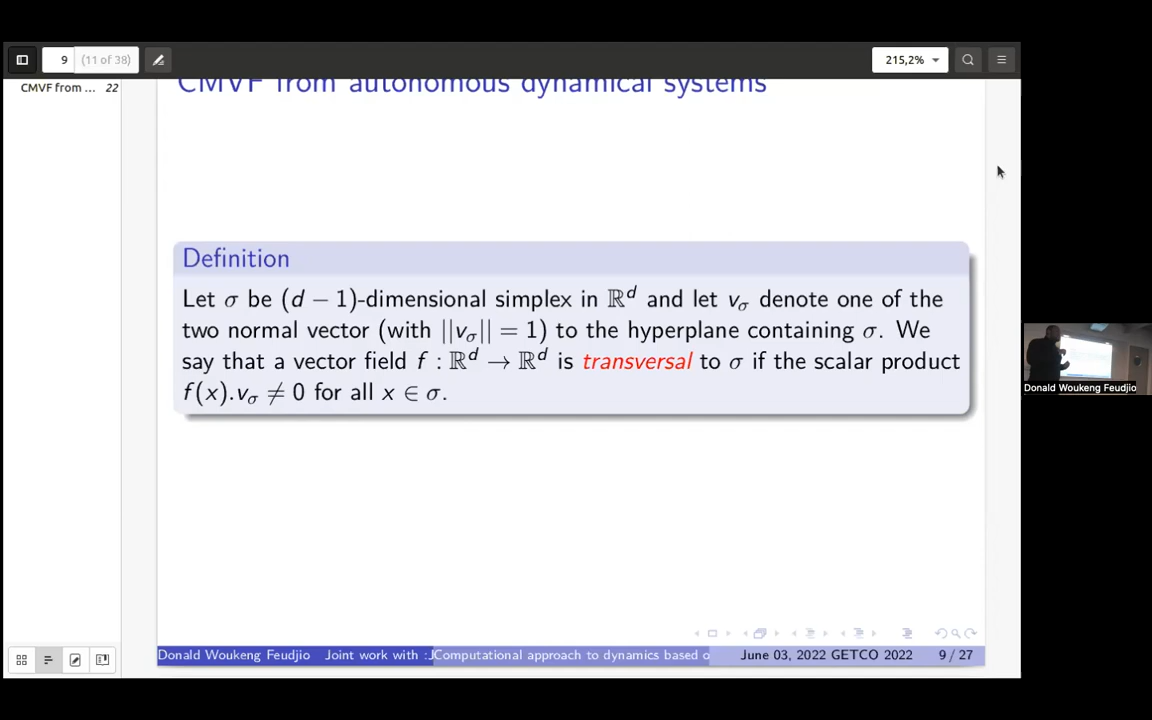 9 (11 of 38) 215,2%
CMVF from ... 22
CMVF from autonomous dynamical systems
Definition
Let σ be (d − 1)-dimensional simplex in ℝᵈ and let v_σ denote one of the
two normal vector (with ||v_σ|| = 1) to the hyperplane containing σ. We
say that a vector field f : ℝᵈ → ℝᵈ is transversal to σ if the scalar product
f(x).v_σ ≠ 0 for all x ∈ σ.
Donald Woukeng Feudjio
Donald Woukeng Feudjio Joint work with :J Computational approach to dynamics based o June 03, 2022 GETCO 2022 9 / 27